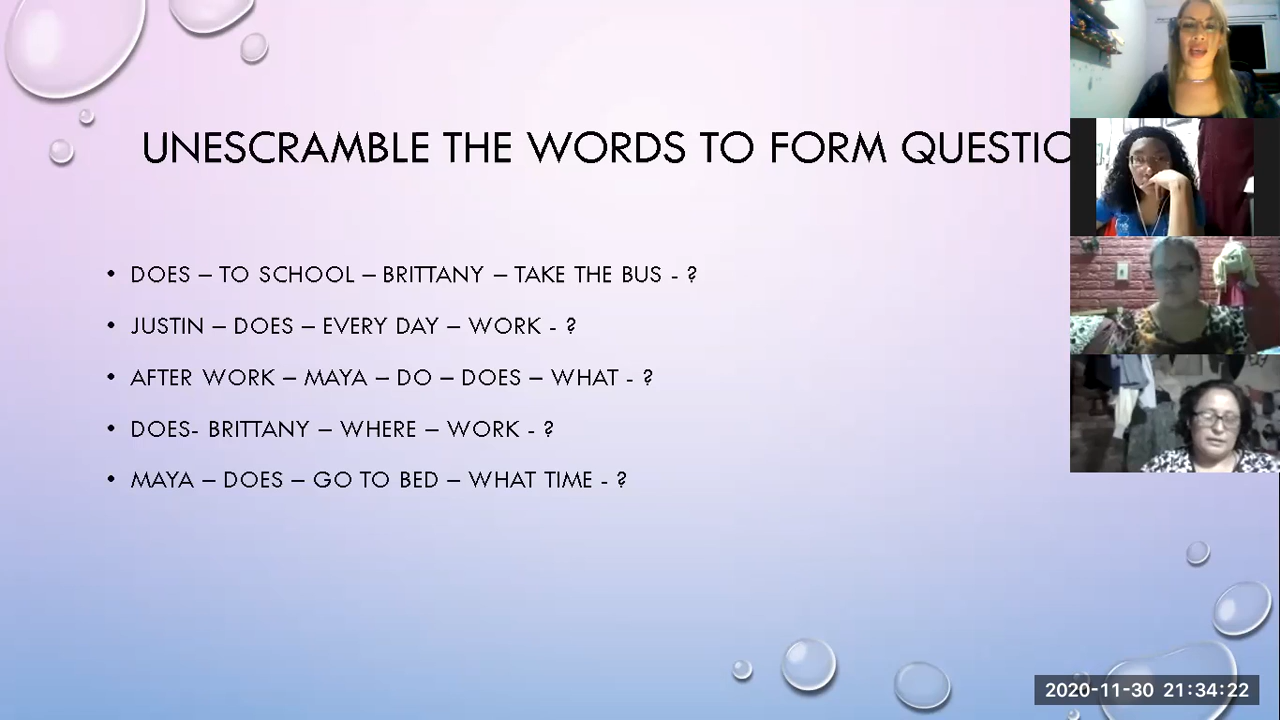 UNESCRAMBLE THE WORDS TO FORM QUESTIO
• DOES – TO SCHOOL – BRITTANY – TAKE THE BUS - ?
• JUSTIN – DOES – EVERY DAY – WORK - ?
• AFTER WORK – MAYA – DO – DOES – WHAT - ?
• DOES- BRITTANY – WHERE – WORK - ?
• MAYA – DOES – GO TO BED – WHAT TIME - ?
2020-11-30 21:34:22